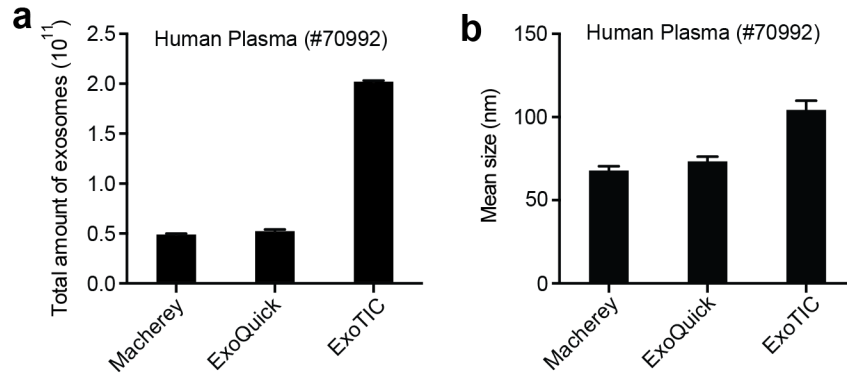 a
Human Plasma (#70992)
Total amount of exosomes (10¹¹)
2.5
2.0
1.5
1.0
0.5
0.0
Macherey
ExoQuick
ExoTIC
b
Human Plasma (#70992)
Mean size (nm)
150
100
50
0
Macherey
ExoQuick
ExoTIC